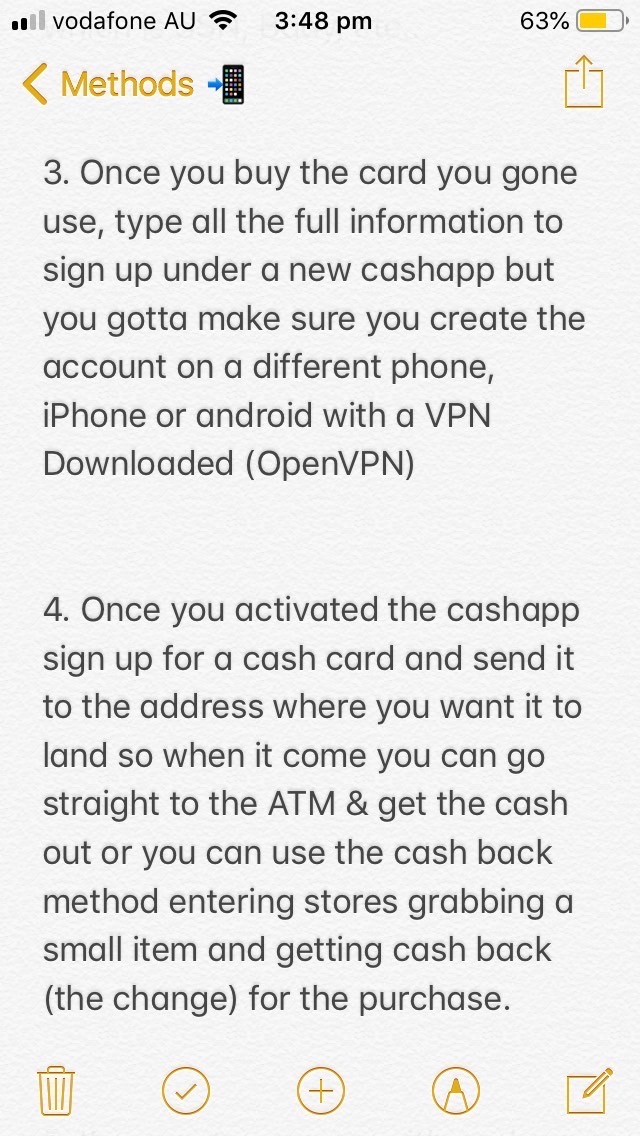 vodafone AU 3:48 pm 63%
Methods 📲
3. Once you buy the card you gone
use, type all the full information to
sign up under a new cashapp but
you gotta make sure you create the
account on a different phone,
iPhone or android with a VPN
Downloaded (OpenVPN)
4. Once you activated the cashapp
sign up for a cash card and send it
to the address where you want it to
land so when it come you can go
straight to the ATM & get the cash
out or you can use the cash back
method entering stores grabbing a
small item and getting cash back
(the change) for the purchase.